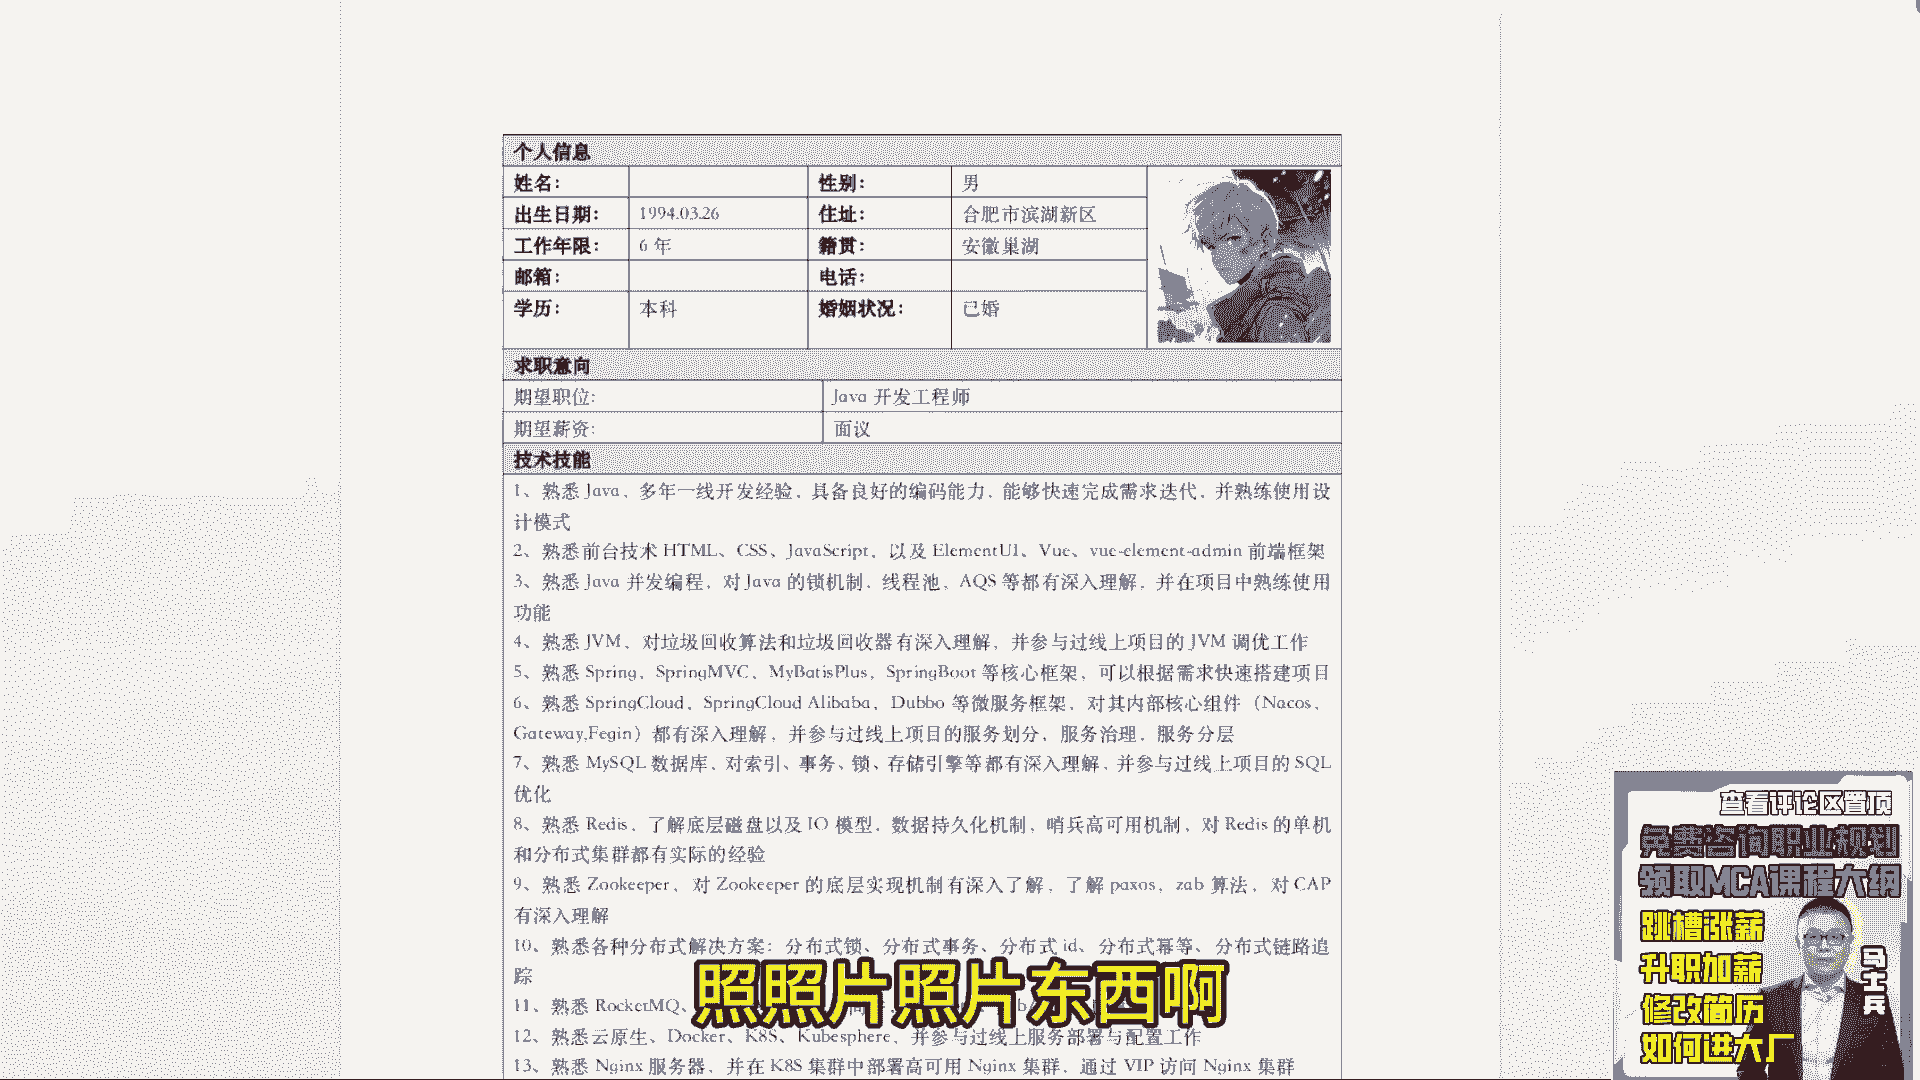 个人信息
姓名： 性别： 男
出生日期： 1994.03.26 住址： 合肥市滨湖新区
工作年限： 6 年 籍贯： 安徽巢湖
邮箱： 电话：
学历： 本科 婚姻状况： 已婚
求职意向
期望职位: Java 开发工程师
期望薪资: 面议
技术技能
1、熟悉 Java，多年一线开发经验，具备良好的编码能力，能够快速完成需求迭代，并熟练使用设
计模式
2、熟悉前台技术 HTML、CSS、JavaScript，以及 ElementUI、Vue、vue-element-admin 前端框架
3、熟悉 Java 并发编程，对 Java 的锁机制，线程池，AQS 等都有深入理解，并在项目中熟练使用
功能
4、熟悉 JVM，对垃圾回收算法和垃圾回收器有深入理解，并参与过线上项目的 JVM 调优工作
5、熟悉 Spring，SpringMVC，MyBatisPlus，SpringBoot 等核心框架，可以根据需求快速搭建项目
6、熟悉 SpringCloud，SpringCloud Alibaba，Dubbo 等微服务框架，对其内部核心组件（Nacos，
Gateway,Fegin）都有深入理解，并参与过线上项目的服务划分，服务治理，服务分层
7、熟悉 MySQL 数据库，对索引、事务、锁、存储引擎等都有深入理解，并参与过线上项目的 SQL
优化
8、熟悉 Redis，了解底层磁盘以及 IO 模型，数据持久化机制，哨兵高可用机制，对 Redis 的单机
和分布式集群都有实际的经验
9、熟悉 Zookeeper，对 Zookeeper 的底层实现机制有深入了解，了解 paxos，zab 算法，对 CAP
有深入理解
10、熟悉各种分布式解决方案：分布式锁、分布式事务、分布式 id、分布式幂等、分布式链路追
踪
11、熟悉 RocketMQ、
12、熟悉云原生、Docker、K8S、Kubesphere，并参与过线上服务部署与配置工作
13、熟悉 Nginx 服务器，并在 K8S 集群中部署高可用 Nginx 集群，通过 VIP 访问 Nginx 集群
照照片照片东西啊
查看评论区置顶
免费咨询职业规划
领取MCA课程大纲
跳槽涨薪
升职加薪
修改简历
如何进大厂
马士兵